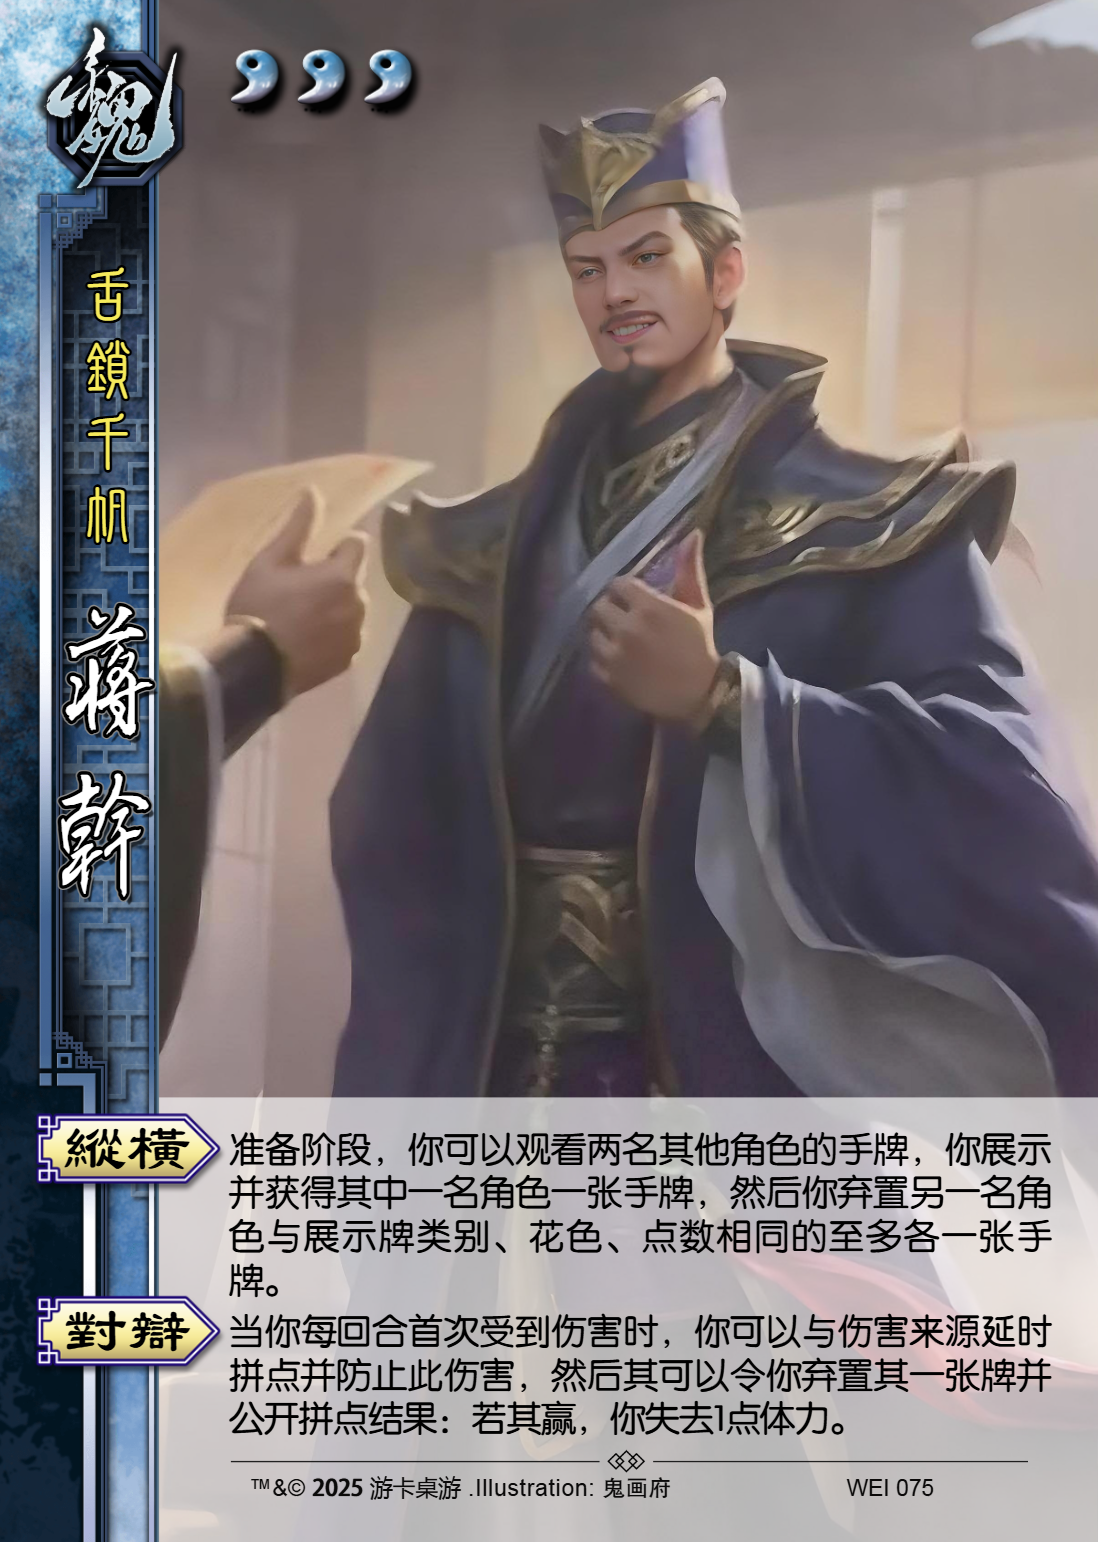 魏
舌鎖千帆
蔣幹
縱橫
准备阶段，你可以观看两名其他角色的手牌，你展示
并获得其中一名角色一张手牌，然后你弃置另一名角
色与展示牌类别、花色、点数相同的至多各一张手
牌。
對辯
当你每回合首次受到伤害时，你可以与伤害来源延时
拼点并防止此伤害，然后其可以令你弃置其一张牌并
公开拼点结果：若其赢，你失去1点体力。
™&© 2025 游卡桌游 .Illustration: 鬼画府
WEI 075